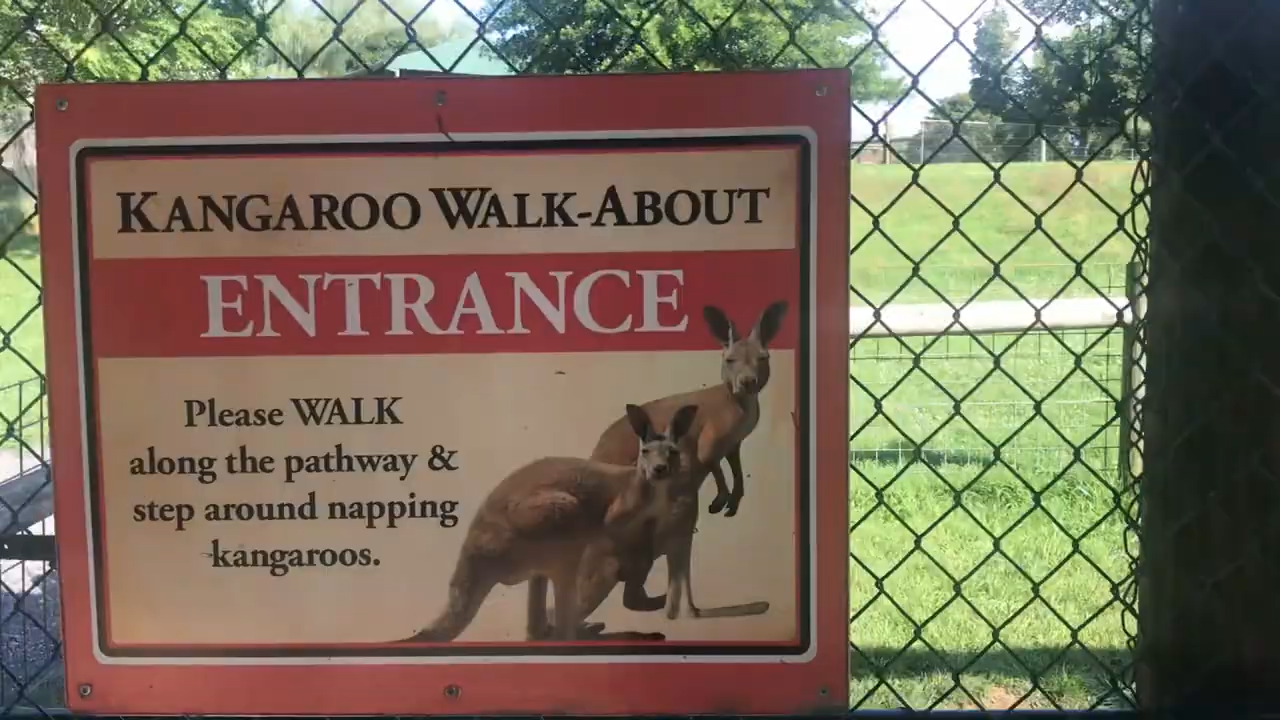 KANGAROO WALK-ABOUT
ENTRANCE
Please WALK
along the pathway &
step around napping
kangaroos.